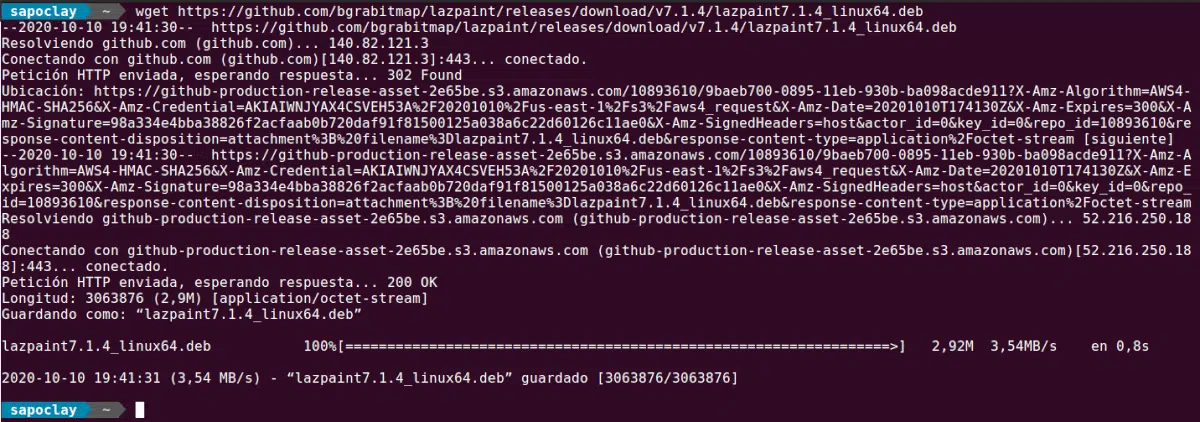 sapoclay ~ wget https://github.com/bgrabitmap/lazpaint/releases/download/v7.1.4/lazpaint7.1.4_linux64.deb
--2020-10-10 19:41:30-- https://github.com/bgrabitmap/lazpaint/releases/download/v7.1.4/lazpaint7.1.4_linux64.deb
Resolviendo github.com (github.com)... 140.82.121.3
Conectando con github.com (github.com)[140.82.121.3]:443... conectado.
Petición HTTP enviada, esperando respuesta... 302 Found
Ubicación: https://github-production-release-asset-2e65be.s3.amazonaws.com/10893610/9baeb700-0895-11eb-930b-ba098acde911?X-Amz-Algorithm=AWS4-
HMAC-SHA256&X-Amz-Credential=AKIAIWNJYAX4CSVEH53A%2F20201010%2Fus-east-1%2Fs3%2Faws4_request&X-Amz-Date=20201010T174130Z&X-Amz-Expires=300&X-A
mz-Signature=98a334e4bba38826f2acfaab0b720daf91f81500125a038a6c22d60126c11ae0&X-Amz-SignedHeaders=host&actor_id=0&key_id=0&repo_id=10893610&re
sponse-content-disposition=attachment%3B%20filename%3Dlazpaint7.1.4_linux64.deb&response-content-type=application%2Foctet-stream [siguiente]
--2020-10-10 19:41:30-- https://github-production-release-asset-2e65be.s3.amazonaws.com/10893610/9baeb700-0895-11eb-930b-ba098acde911?X-Amz-A
lgorithm=AWS4-HMAC-SHA256&X-Amz-Credential=AKIAIWNJYAX4CSVEH53A%2F20201010%2Fus-east-1%2Fs3%2Faws4_request&X-Amz-Date=20201010T174130Z&X-Amz-E
xpires=300&X-Amz-Signature=98a334e4bba38826f2acfaab0b720daf91f81500125a038a6c22d60126c11ae0&X-Amz-SignedHeaders=host&actor_id=0&key_id=0&repo_
id=10893610&response-content-disposition=attachment%3B%20filename%3Dlazpaint7.1.4_linux64.deb&response-content-type=application%2Foctet-stream
Resolviendo github-production-release-asset-2e65be.s3.amazonaws.com (github-production-release-asset-2e65be.s3.amazonaws.com)... 52.216.250.18
8
Conectando con github-production-release-asset-2e65be.s3.amazonaws.com (github-production-release-asset-2e65be.s3.amazonaws.com)[52.216.250.18
8]:443... conectado.
Petición HTTP enviada, esperando respuesta... 200 OK
Longitud: 3063876 (2,9M) [application/octet-stream]
Guardando como: “lazpaint7.1.4_linux64.deb”
lazpaint7.1.4_linux64.deb 100%[===================================================================>] 2,92M 3,54MB/s en 0,8s
2020-10-10 19:41:31 (3,54 MB/s) - “lazpaint7.1.4_linux64.deb” guardado [3063876/3063876]
sapoclay ~